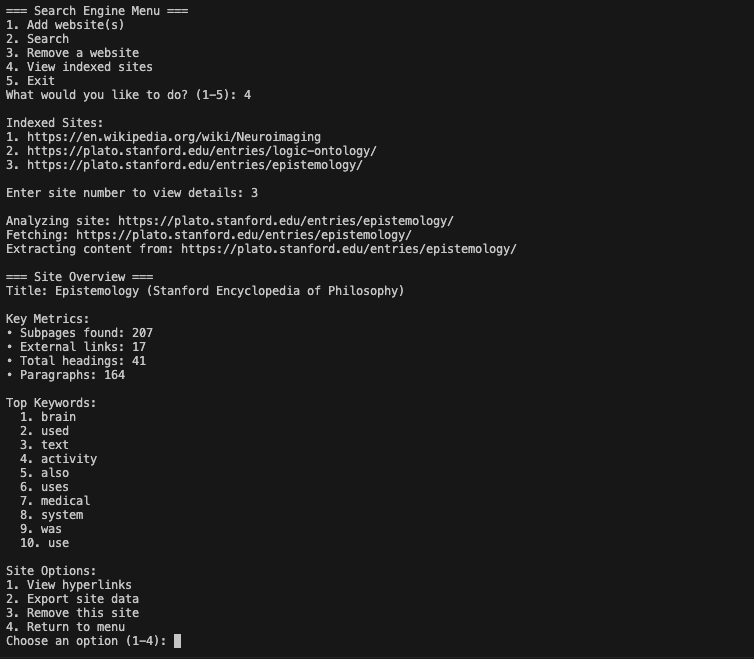 === Search Engine Menu ===
1. Add website(s)
2. Search
3. Remove a website
4. View indexed sites
5. Exit
What would you like to do? (1-5): 4
Indexed Sites:
1. https://en.wikipedia.org/wiki/Neuroimaging
2. https://plato.stanford.edu/entries/logic-ontology/
3. https://plato.stanford.edu/entries/epistemology/
Enter site number to view details: 3
Analyzing site: https://plato.stanford.edu/entries/epistemology/
Fetching: https://plato.stanford.edu/entries/epistemology/
Extracting content from: https://plato.stanford.edu/entries/epistemology/
=== Site Overview ===
Title: Epistemology (Stanford Encyclopedia of Philosophy)
Key Metrics:
• Subpages found: 207
• External links: 17
• Total headings: 41
• Paragraphs: 164
Top Keywords:
1. brain
2. used
3. text
4. activity
5. also
6. uses
7. medical
8. system
9. was
10. use
Site Options:
1. View hyperlinks
2. Export site data
3. Remove this site
4. Return to menu
Choose an option (1-4):